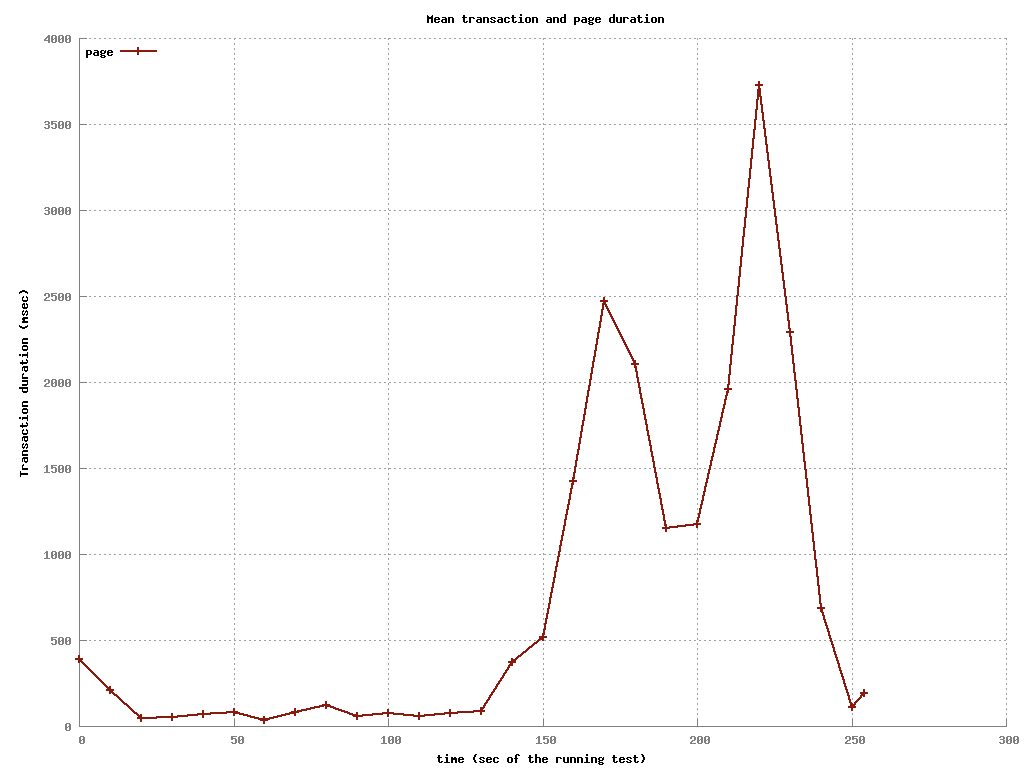 Mean transaction and page duration
4000
page
3500
3000
2500
2000
1500
1000
500
0
Transaction duration (msec)
0 50 100 150 200 250 300
time (sec of the running test)